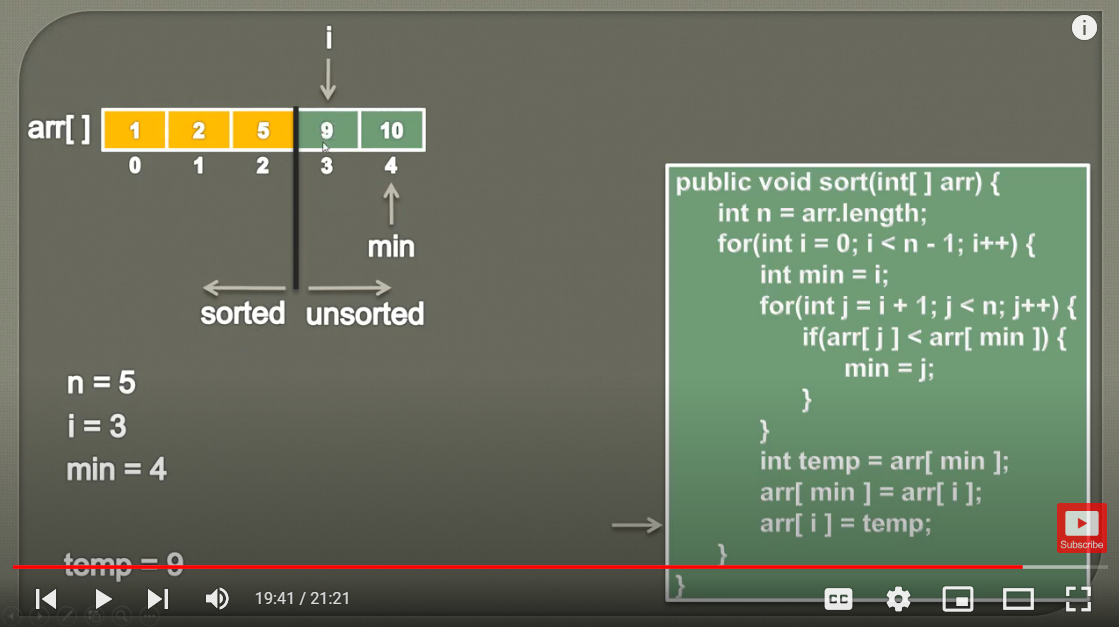 i
arr[ ] 1 2 5 9 10
0 1 2 3 4
min
sorted unsorted
n = 5
i = 3
min = 4
temp = 9
public void sort(int[ ] arr) {
int n = arr.length;
for(int i = 0; i < n - 1; i++) {
int min = i;
for(int j = i + 1; j < n; j++) {
if(arr[ j ] < arr[ min ]) {
min = j;
}
}
int temp = arr[ min ];
arr[ min ] = arr[ i ];
arr[ i ] = temp;
}
}
Subscribe
19:41 / 21:21
CC
i